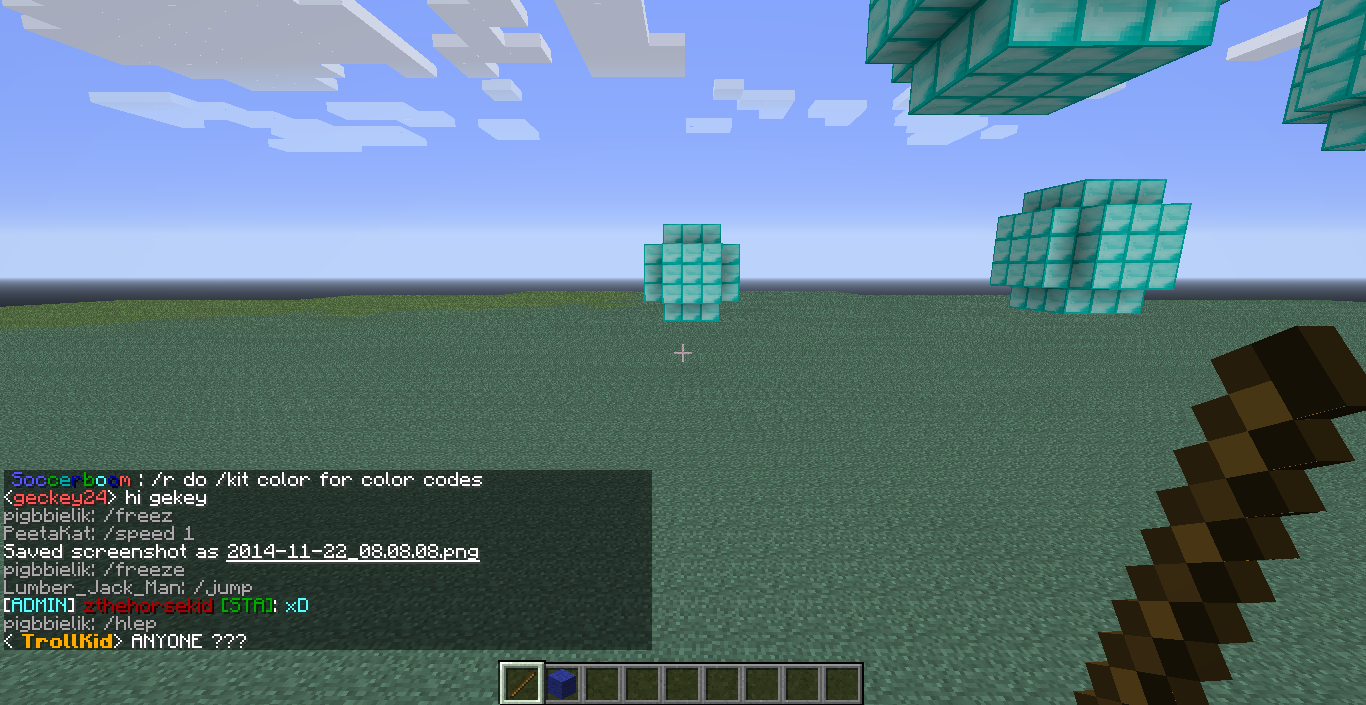 Soccerboom : /r do /kit color for color codes
<geckey24> hi gekey
pigbbielik: /freez
PeetaKat: /speed 1
Saved screenshot as 2014-11-22_08.08.08.png
pigbbielik: /freeze
Lumber_Jack_Man: /jump
[ADMIN] zthehorsekid [STA]: xD
pigbbielik: /hlep
< TrollKid> ANYONE ???